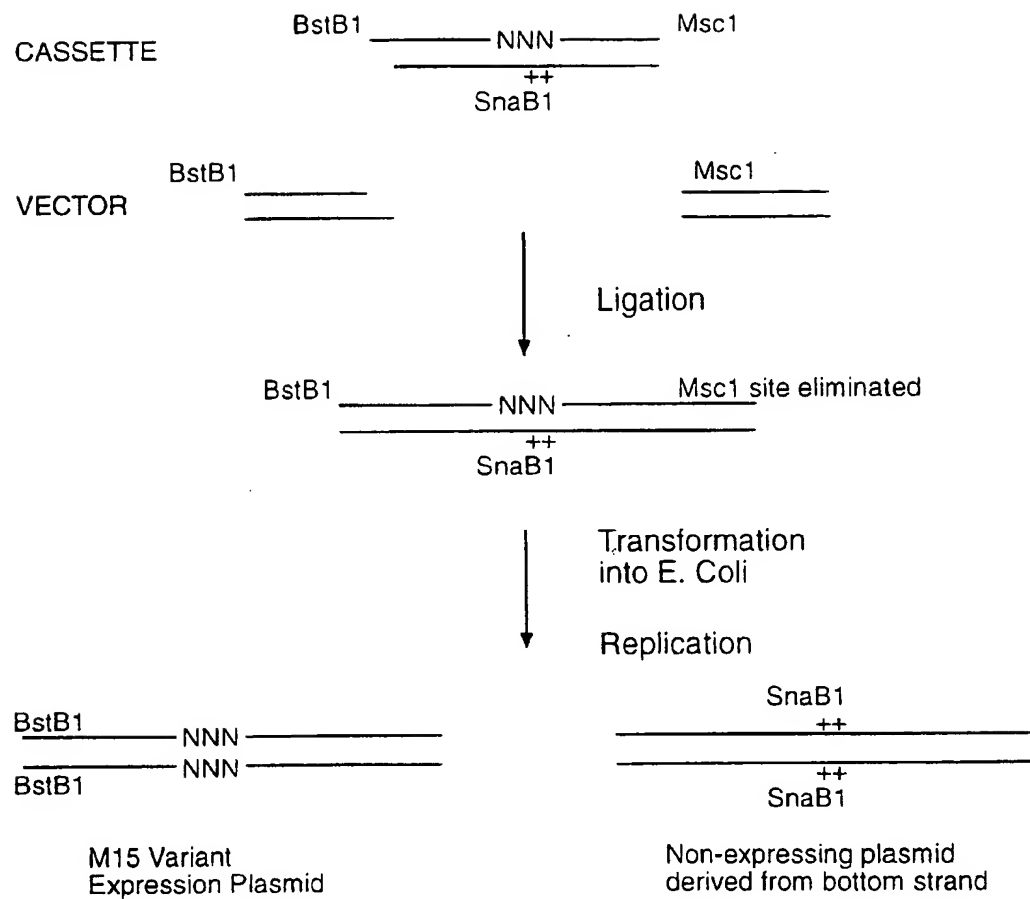 BstB1 NNN Msc1
CASSETTE
++
SnaB1
BstB1 Msc1
VECTOR
Ligation
BstB1 NNN Msc1 site eliminated
++
SnaB1
Transformation
into E. Coli
Replication
SnaB1
BstB1 NNN ++
BstB1 NNN ++
SnaB1
M15 Variant
Expression Plasmid
Non-expressing plasmid
derived from bottom strand